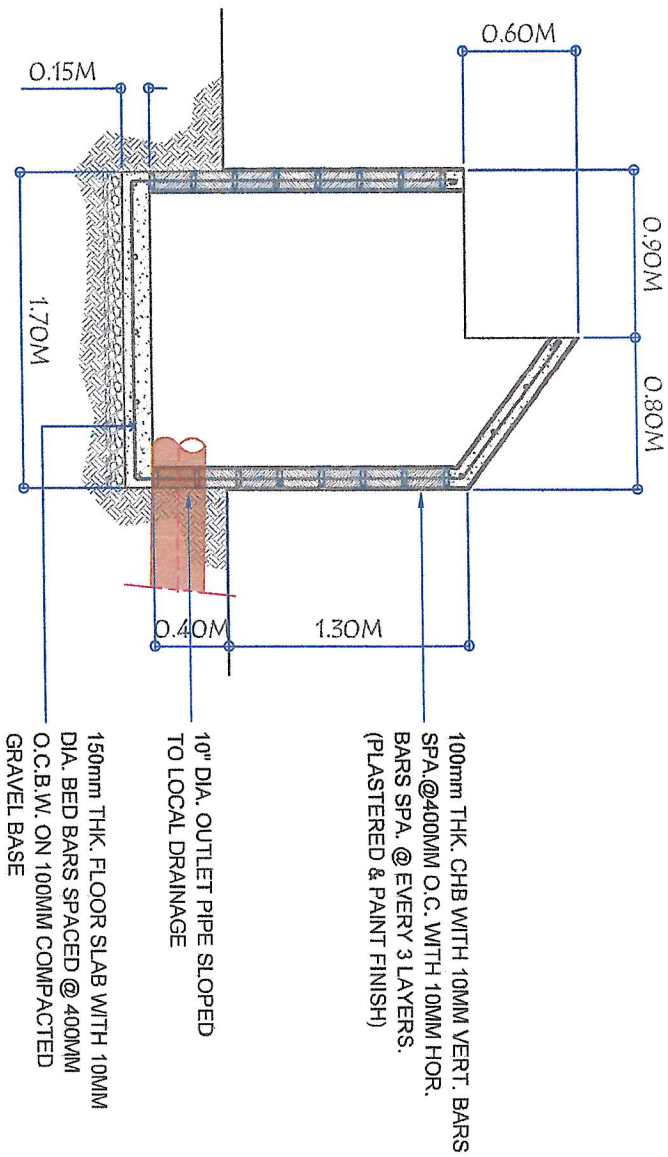 0.60M
0.15M
0.90M
0.80M
1.70M
0.40M
1.30M
100mm THK. CHB WITH 10MM VERT. BARS
SPA.@400MM O.C. WITH 10MM HOR.
BARS SPA. @ EVERY 3 LAYERS.
(PLASTERED & PAINT FINISH)
10" DIA. OUTLET PIPE SLOPED
TO LOCAL DRAINAGE
150mm THK. FLOOR SLAB WITH 10MM
DIA. BED BARS SPACED @ 400MM
O.C.B.W. ON 100MM COMPACTED
GRAVEL BASE